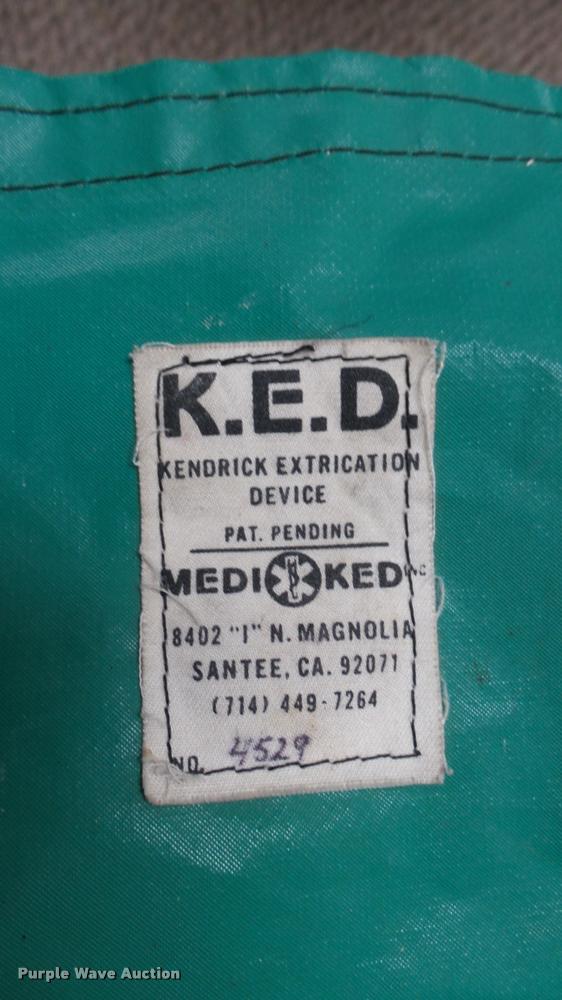 K.E.D.
KENDRICK EXTRICATION
DEVICE
PAT. PENDING
MEDI KED INC
8402 "I" N. MAGNOLIA
SANTEE, CA. 92071
(714) 449-7264
NO. 4529
Purple Wave Auction